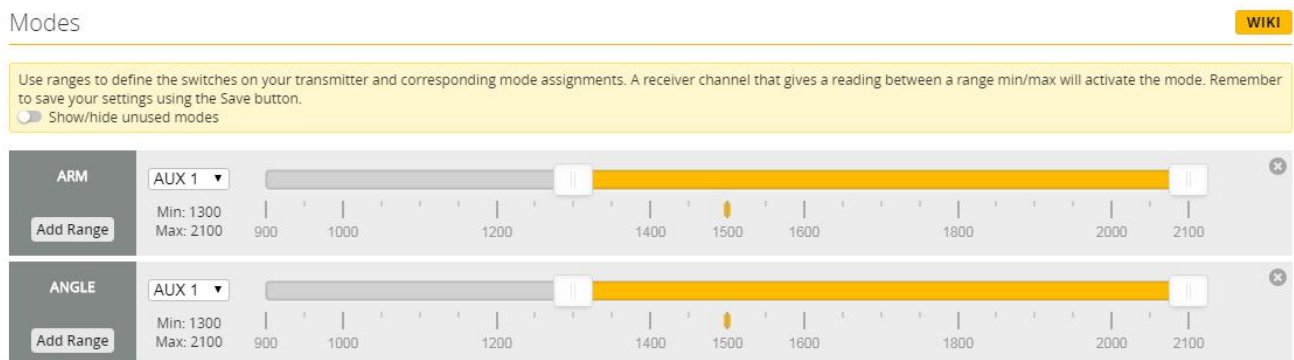 Modes
WIKI
Use ranges to define the switches on your transmitter and corresponding mode assignments. A receiver channel that gives a reading between a range min/max will activate the mode. Remember
to save your settings using the Save button.
Show/hide unused modes
ARM
AUX 1
Min: 1300
Max: 2100
Add Range
900 1000 1200 1400 1500 1600 1800 2000 2100
ANGLE
AUX 1
Min: 1300
Max: 2100
Add Range
900 1000 1200 1400 1500 1600 1800 2000 2100